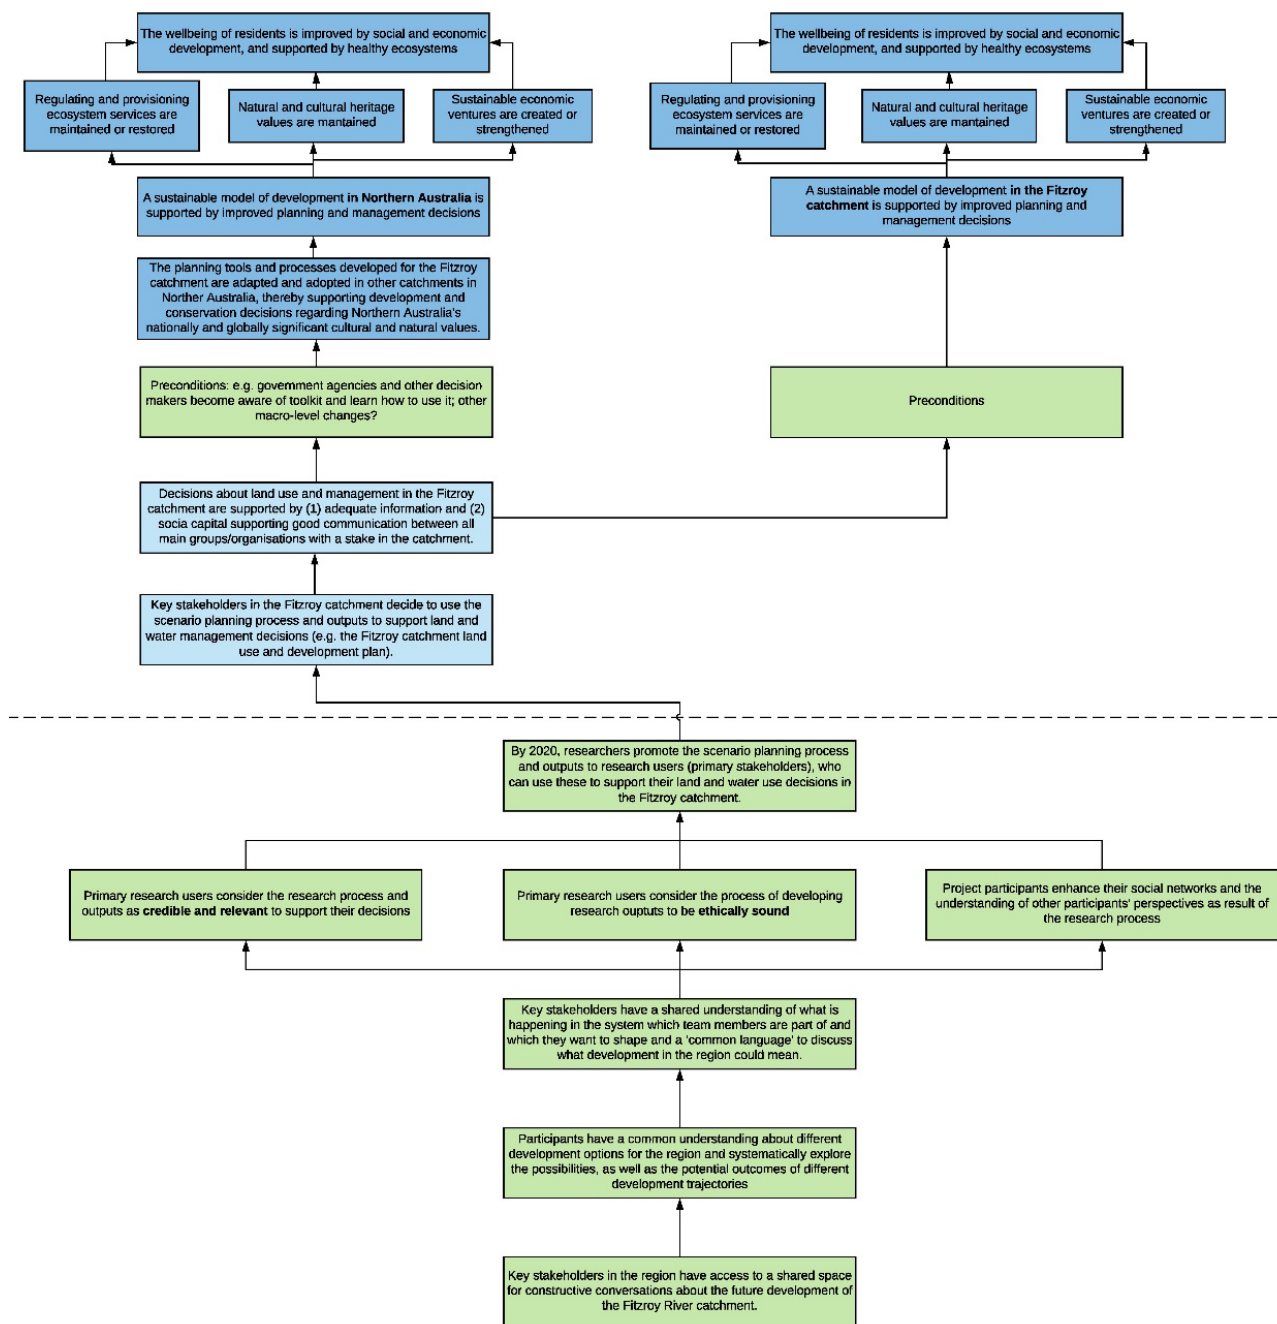 The wellbeing of residents is improved by social and economic
development, and supported by healthy ecosystems
Regulating and provisioning
ecosystem services are
maintained or restored
Natural and cultural heritage
values are mantained
Sustainable economic
ventures are created or
strengthened
A sustainable model of development in Northern Australia is
supported by improved planning and management decisions
The planning tools and processes developed for the Fitzroy
catchment are adapted and adopted in other catchments in
Norther Australia, thereby supporting development and
conservation decisions regarding Northern Australia's
nationally and globally significant cultural and natural values.
Preconditions: e.g. government agencies and other decision
makers become aware of toolkit and learn how to use it; other
macro-level changes?
Decisions about land use and management in the Fitzroy
catchment are supported by (1) adequate information and (2)
socia capital supporting good communication between all
main groups/organisations with a stake in the catchment.
Key stakeholders in the Fitzroy catchment decide to use the
scenario planning process and outputs to support land and
water management decisions (e.g. the Fitzroy catchment land
use and development plan).
The wellbeing of residents is improved by social and economic
development, and supported by healthy ecosystems
Regulating and provisioning
ecosystem services are
maintained or restored
Natural and cultural heritage
values are mantained
Sustainable economic
ventures are created or
strengthened
A sustainable model of development in the Fitzroy
catchment is supported by improved planning and
management decisions
Preconditions
By 2020, researchers promote the scenario planning process
and outputs to research users (primary stakeholders), who
can use these to support their land and water use decisions in
the Fitzroy catchment.
Primary research users consider the research process and
outputs as credible and relevant to support their decisions
Primary research users consider the process of developing
research ouptuts to be ethically sound
Project participants enhance their social networks and the
understanding of other participants' perspectives as result of
the research process
Key stakeholders have a shared understanding of what is
happening in the system which team members are part of and
which they want to shape and a 'common language' to discuss
what development in the region could mean.
Participants have a common understanding about different
development options for the region and systematically explore
the possibilities, as well as the potential outcomes of different
development trajectories
Key stakeholders in the region have access to a shared space
for constructive conversations about the future development of
the Fitzroy River catchment.